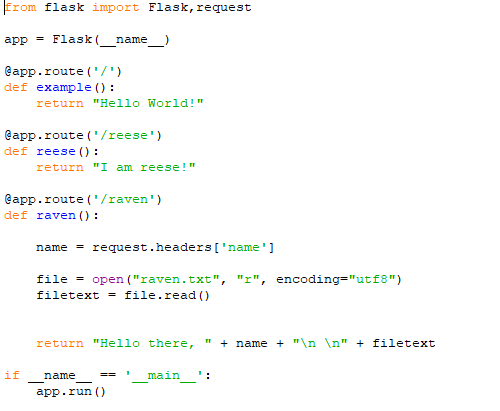 from flask import Flask,request
app = Flask(__name__)
@app.route('/')
def example():
    return "Hello World!"
@app.route('/reese')
def reese():
    return "I am reese!"
@app.route('/raven')
def raven():
    name = request.headers['name']
    file = open("raven.txt", "r", encoding="utf8")
    filetext = file.read()
    return "Hello there, " + name + "\n \n" + filetext
if __name__ == '__main__':
    app.run()